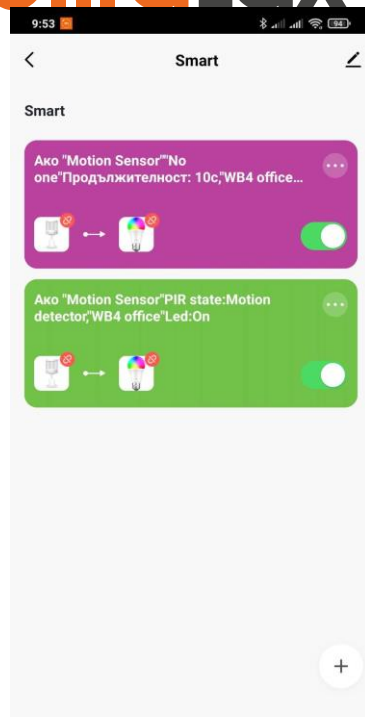 9:53
94
Smart
Smart
Ако "Motion Sensor""No
one"Продължителност: 10с,"WB4 office...
Ако "Motion Sensor"PIR state:Motion
detector,"WB4 office"Led:On